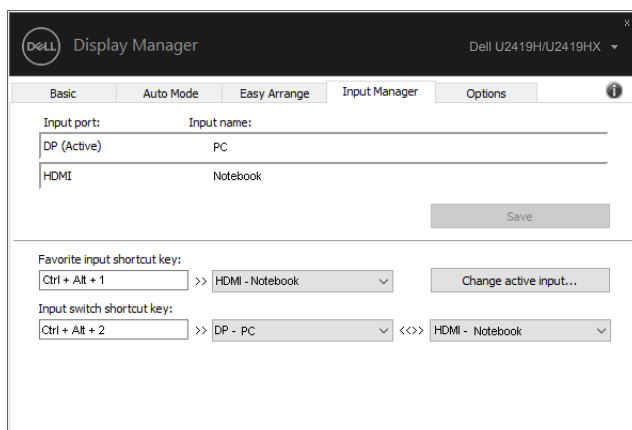 x
DELL Display Manager Dell U2419H/U2419HX
Basic Auto Mode Easy Arrange Input Manager Options i
Input port: Input name:
DP (Active) PC
HDMI Notebook
Save
Favorite input shortcut key:
Ctrl + Alt + 1 >> HDMI - Notebook Change active input...
Input switch shortcut key:
Ctrl + Alt + 2 >> DP - PC <<>> HDMI - Notebook